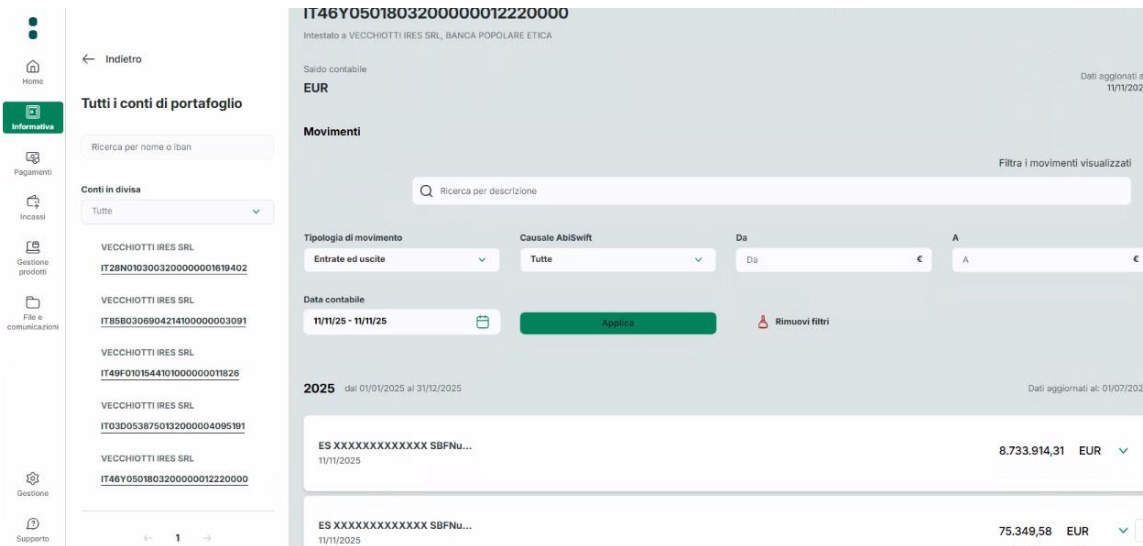 Home
Informativa
Pagamenti
Incassi
Gestione
prodotti
File e
comunicazioni
Gestione
Supporto
← Indietro
Tutti i conti di portafoglio
Ricerca per nome o iban
Conti in divisa
Tutte
VECCHIOTTI IRES SRL
IT28N0103003200000001619402
VECCHIOTTI IRES SRL
IT85B0306904214100000003091
VECCHIOTTI IRES SRL
IT49F0101544101000000011826
VECCHIOTTI IRES SRL
IT03D0538750132000004095191
VECCHIOTTI IRES SRL
IT46Y0501803200000012220000
← 1 →
IT46Y0501803200000012220000
Intestato a VECCHIOTTI IRES SRL, BANCA POPOLARE ETICA
Saldo contabile
EUR
Dati aggionati a
11/11/202
Movimenti
Filtra i movimenti visualizzati
Ricerca per descrizione
Tipologia di movimento Causale AbiSwift Da A
Entrate ed uscite Tutte Da € A €
Data contabile
11/11/25 - 11/11/25 Applica Rimuovi filtri
2025 dal 01/01/2025 al 31/12/2025 Dati aggiornati al: 01/07/202
ES XXXXXXXXXXXXX SBFNu...
11/11/2025
8.733.914,31 EUR
ES XXXXXXXXXXXXX SBFNu...
11/11/2025
75.349,58 EUR